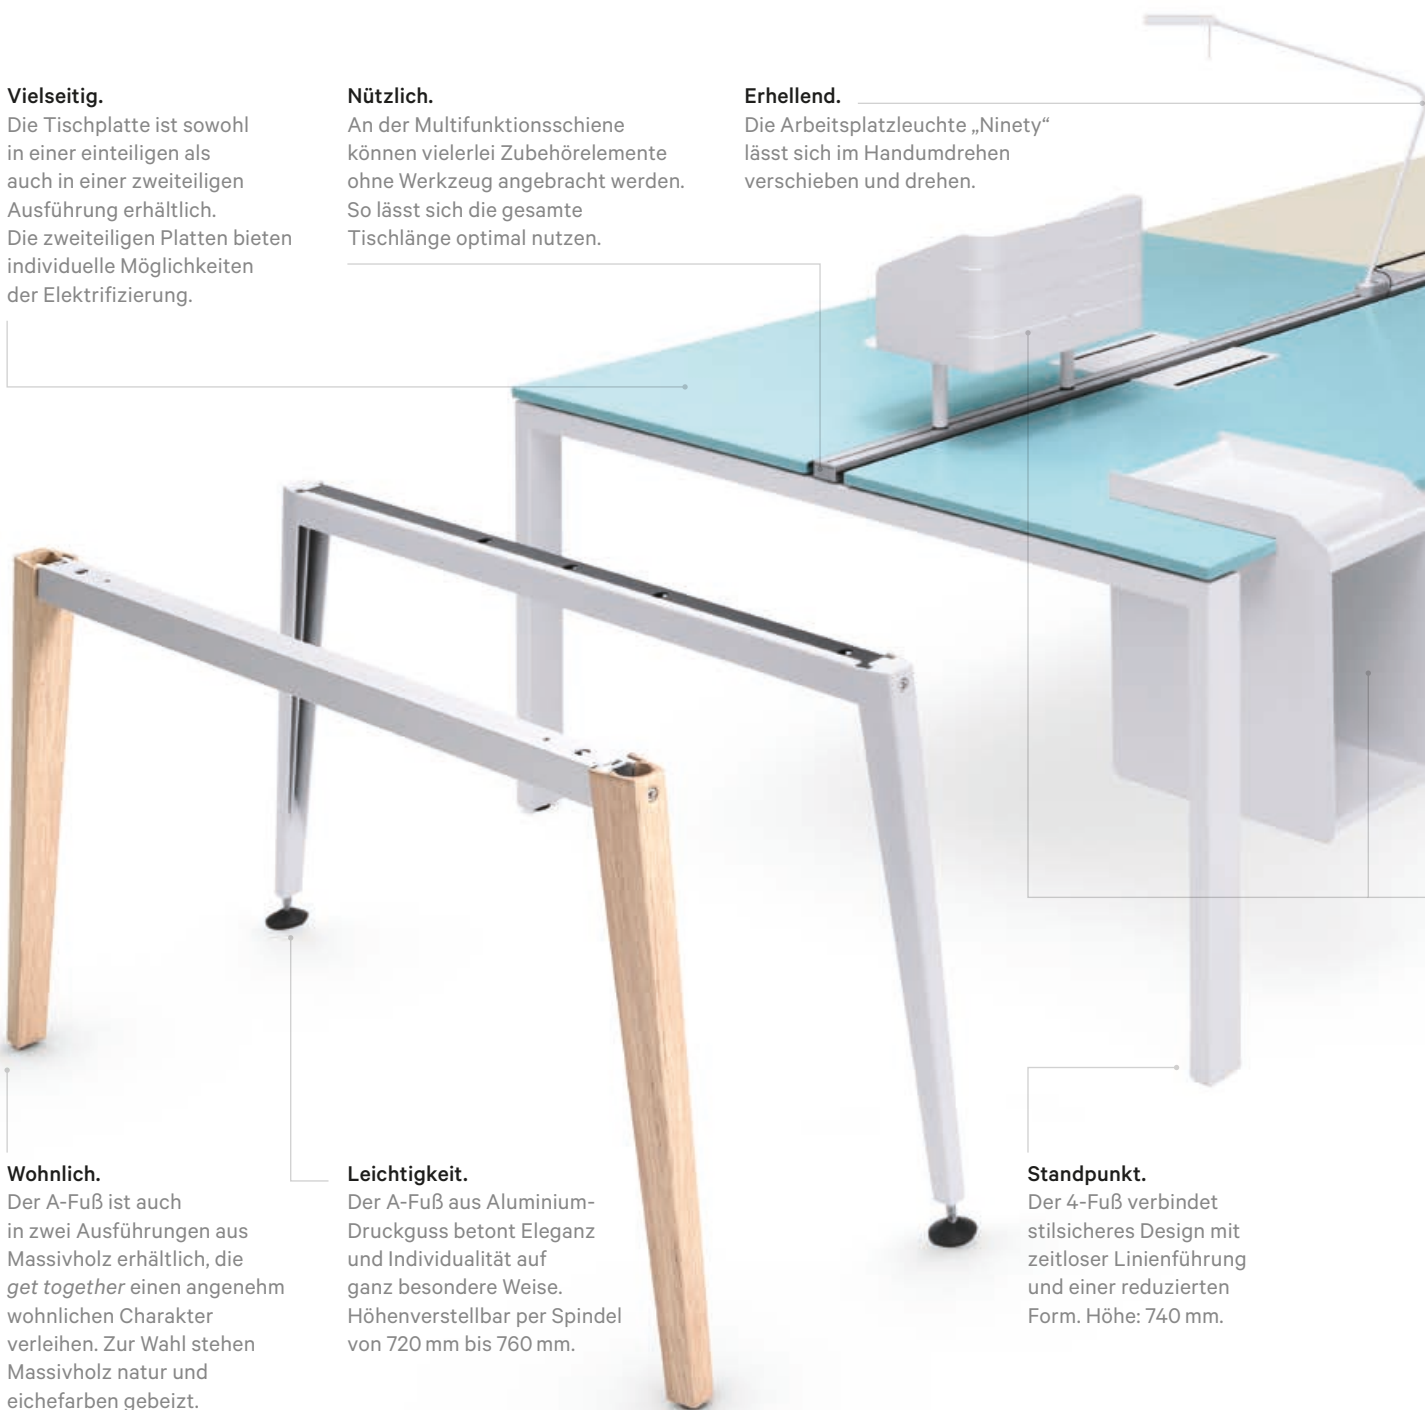 Vielseitig.
Die Tischplatte ist sowohl
in einer einteiligen als
auch in einer zweiteiligen
Ausführung erhältlich.
Die zweiteiligen Platten bieten
individuelle Möglichkeiten
der Elektrifizierung.
Nützlich.
An der Multifunktionsschiene
können vielerlei Zubehörelemente
ohne Werkzeug angebracht werden.
So lässt sich die gesamte
Tischlänge optimal nutzen.
Erhellend.
Die Arbeitsplatzleuchte „Ninety“
lässt sich im Handumdrehen
verschieben und drehen.
Wohnlich.
Der A-Fuß ist auch
in zwei Ausführungen aus
Massivholz erhältlich, die
get together einen angenehm
wohnlichen Charakter
verleihen. Zur Wahl stehen
Massivholz natur und
eichefarben gebeizt.
Leichtigkeit.
Der A-Fuß aus Aluminium-
Druckguss betont Eleganz
und Individualität auf
ganz besondere Weise.
Höhenverstellbar per Spindel
von 720 mm bis 760 mm.
Standpunkt.
Der 4-Fuß verbindet
stilsicheres Design mit
zeitloser Linienführung
und einer reduzierten
Form. Höhe: 740 mm.